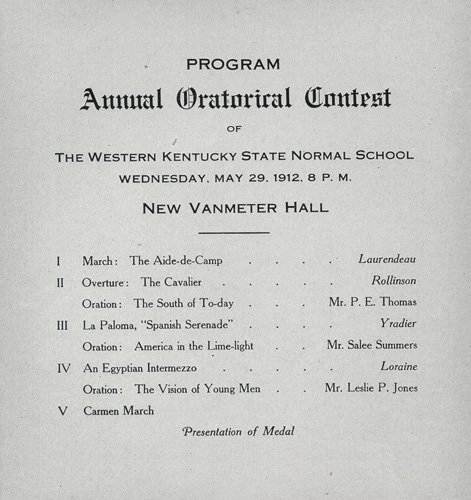 PROGRAM
Annual Oratorical Contest
OF
THE WESTERN KENTUCKY STATE NORMAL SCHOOL
WEDNESDAY, MAY 29, 1912, 8 P. M.
NEW VANMETER HALL
I March: The Aide-de-Camp . . . . Laurendeau
II Overture: The Cavalier . . . . Rollinson
Oration: The South of To-day . . Mr. P. E. Thomas
III La Paloma, "Spanish Serenade" . . . . Yradier
Oration: America in the Lime-light . . Mr. Salee Summers
IV An Egyptian Intermezzo . . . . . Loraine
Oration: The Vision of Young Men . . Mr. Leslie P. Jones
V Carmen March
Presentation of Medal